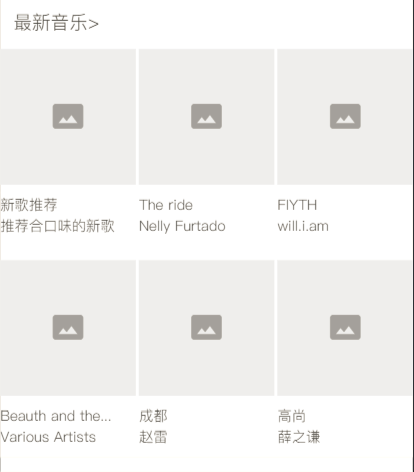 最新音乐>
新歌推荐
推荐合口味的新歌
The ride
Nelly Furtado
FIYTH
will.i.am
Beauth and the...
Various Artists
成都
赵雷
高尚
薛之谦